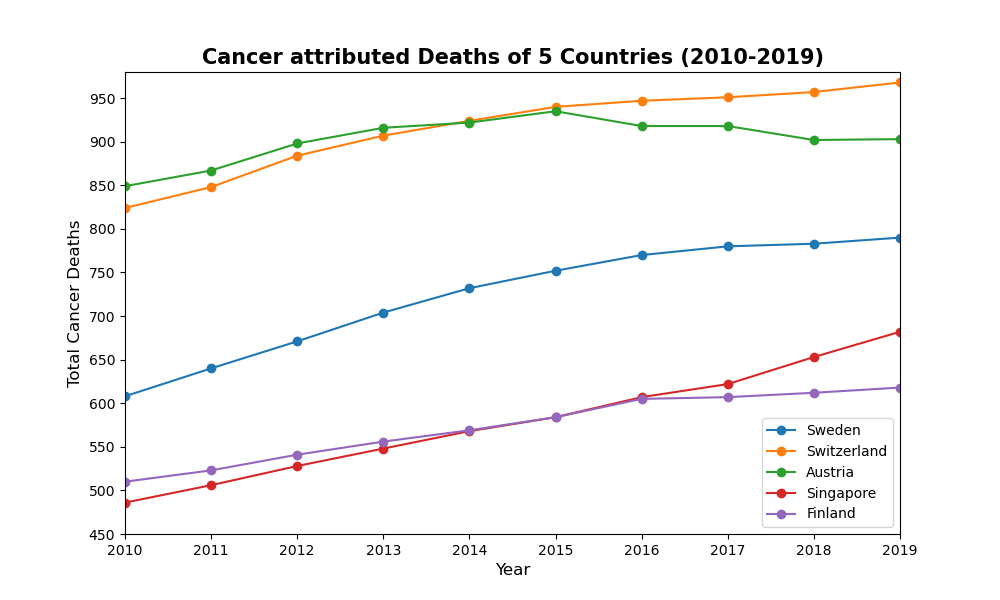 Cancer attributed Deaths of 5 Countries (2010-2019)
Total Cancer Deaths
950
900
850
800
750
700
650
600
550
500
450
Sweden
Switzerland
Austria
Singapore
Finland
2010 2011 2012 2013 2014 2015 2016 2017 2018 2019
Year